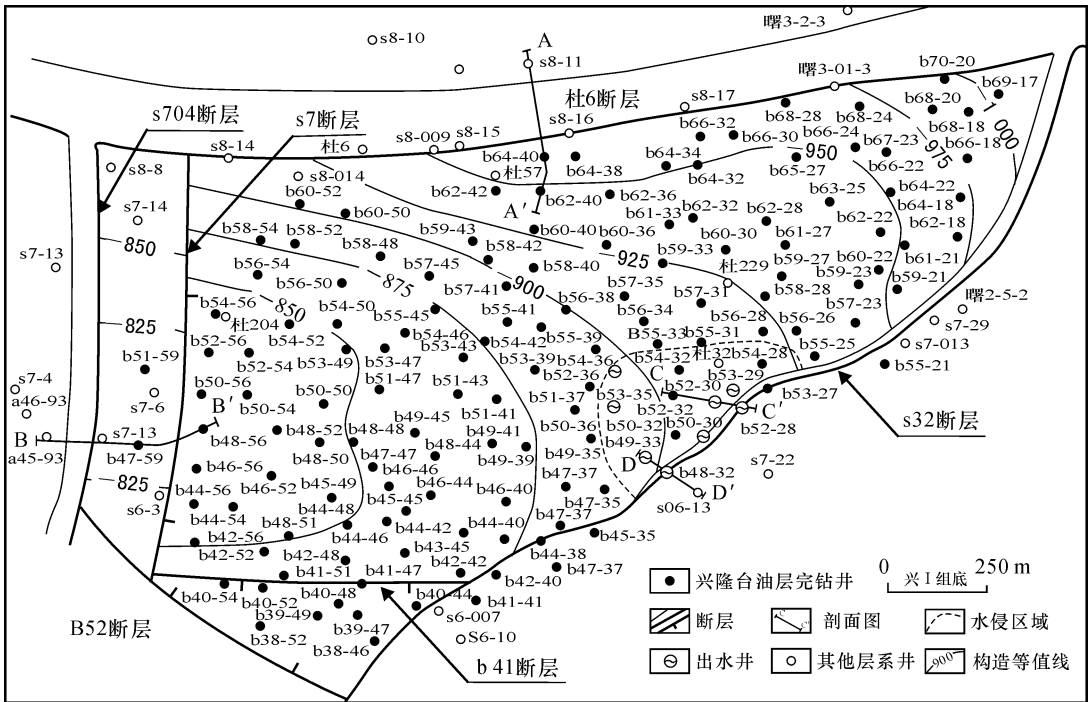 曙3-2-3
s8-10
A
s8-11
b70-20
曙3-01-3
b69-17
杜6断层
s704断层
s7断层
s8-17
b68-20
s8-16
b68-28
b68-24
1 000
s8-15
b66-32
b68-18
s8-009
b66-30
b66-24
b67-23
s8-14
杜6
b66-18
950
975
b64-40
b66-22
s8-8
杜57
b64-38
b64-34
b64-32
b65-27
s8-014
b63-25
b64-22
b60-52
b62-42
b62-40
b62-36
b64-18
s7-14
A′
b61-33
b62-32
b62-28
b62-22
b62-18
b60-50
b59-43
b60-40
b60-36
b58-54
b58-52
b60-30
b61-27
850
b58-48
b58-42
b59-33
b60-22
b61-21
s7-13
925
b59-27
b56-54
b57-45
b58-40
杜229
b59-23
b59-21
875
900
b57-35
b58-28
b56-50
b57-41
b57-31
b57-23
曙2-5-2
b54-56
850
b54-50
b56-38
b56-34
b56-28
b56-26
825
杜204
b55-45
b55-41
s7-29
b54-46
b55-39
B55-33
b55-31
b52-56
b54-52
b54-42
s7-013
b51-59
b53-43
b55-25
b52-54
b53-49
b53-47
b53-39
b54-36
b54-32
杜32
b54-28
b55-21
s7-4
b50-56
b51-47
b51-43
b52-36
C
b53-29
a46-93
s7-6
b50-50
b53-35
b52-30
b53-27
B′
b50-54
b51-37
b52-32
C′
s32断层
b49-45
b51-41
B
s7-13
b48-56
b48-52
b48-48
b50-36
b50-32
b50-30
b52-28
b48-44
b49-41
b49-33
a45-93
b47-59
b48-50
b47-47
b49-39
b49-35
D
s7-22
b46-56
b46-46
b48-32
825
b46-52
b47-37
b44-56
b45-49
b46-44
b46-40
D′
s6-3
b45-45
b47-35
s06-13
b44-54
b44-48
b48-51
b44-42
b44-40
b47-37
b42-56
b44-46
b45-35
b42-52
b42-48
b43-45
b44-38
b41-51
b41-47
b42-42
b47-37
b42-40
b40-54
b40-52
b40-48
b40-44
b41-41
b39-49
s6-007
B52断层
b39-47
b38-52
S6-10
b38-46
b41断层
0 兴Ⅰ组底 250 m
兴隆台油层完钻井
断层
剖面图
水侵区域
出水井
其他层系井
900
构造等值线